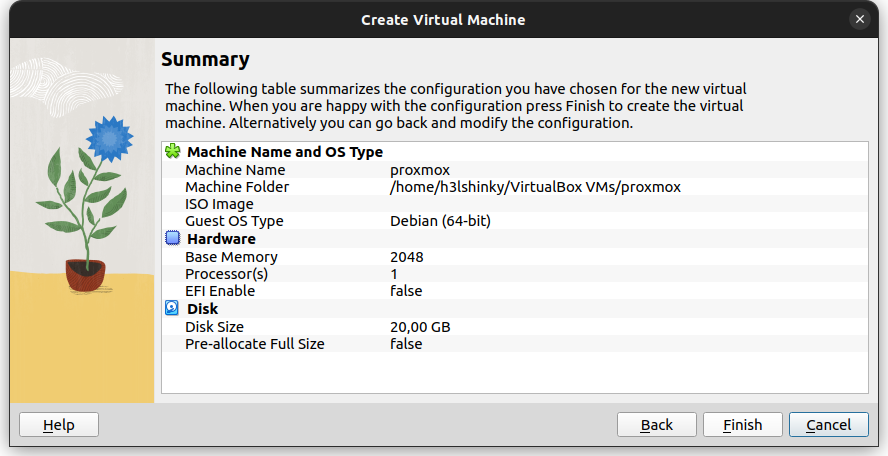 Create Virtual Machine
Summary
The following table summarizes the configuration you have chosen for the new virtual
machine. When you are happy with the configuration press Finish to create the virtual
machine. Alternatively you can go back and modify the configuration.
Machine Name and OS Type
Machine Name proxmox
Machine Folder /home/h3lshinky/VirtualBox VMs/proxmox
ISO Image
Guest OS Type Debian (64-bit)
Hardware
Base Memory 2048
Processor(s) 1
EFI Enable false
Disk
Disk Size 20,00 GB
Pre-allocate Full Size false
Help Back Finish Cancel